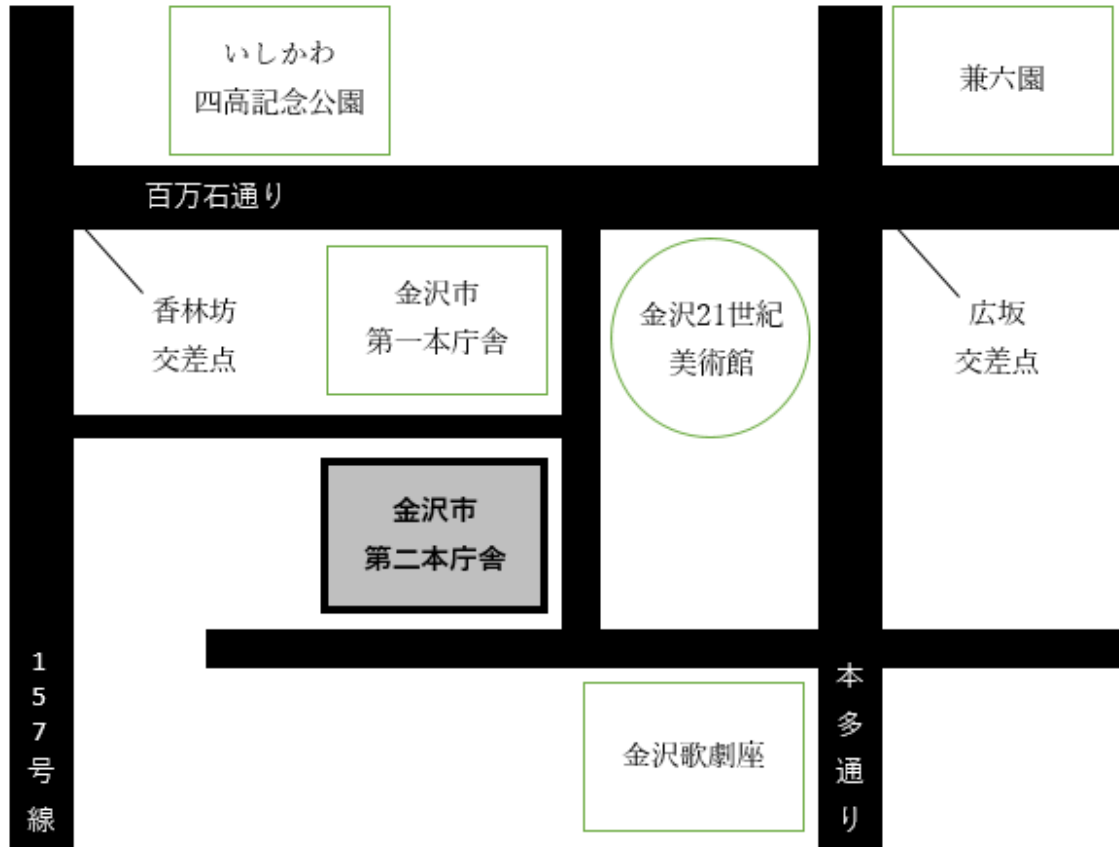 いしかわ
四高記念公園
兼六園
百万石通り
香林坊
交差点
金沢市
第一本庁舎
金沢21世紀
美術館
広坂
交差点
金沢市
第二本庁舎
157号線
本多通り
金沢歌劇座